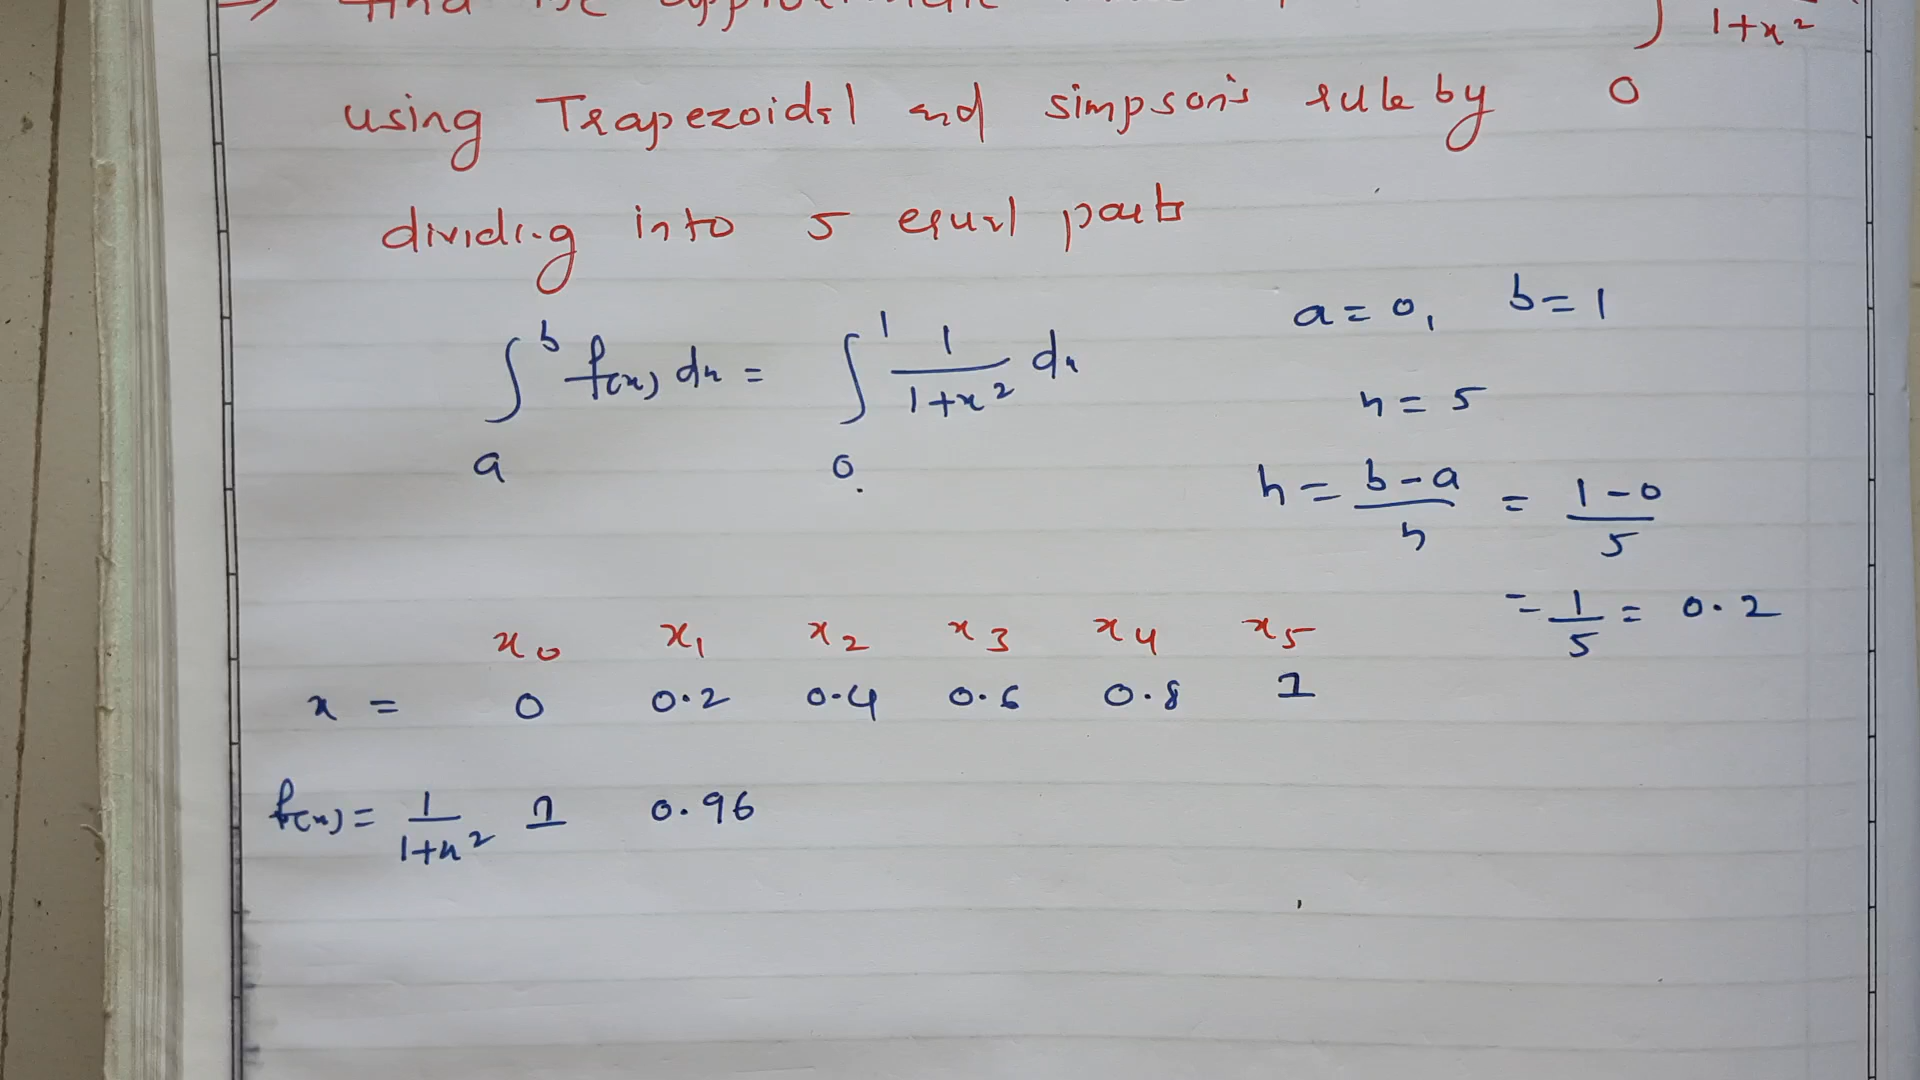 1+x²
using Trapezoidal and simpson's rule by 0
dividing into 5 equal parts
a = 0, b = 1
∫ₐᵇ f(x) dx = ∫₀¹ 1/(1+x²) dx
n = 5
h = (b-a)/n = (1-0)/5
= 1/5 = 0.2
x₀ x₁ x₂ x₃ x₄ x₅
x = 0 0.2 0.4 0.6 0.8 1
f(x) = 1/(1+x²) 1 0.96